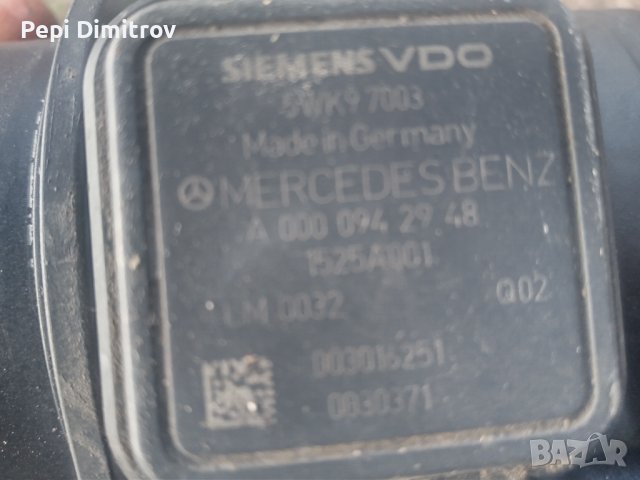 Pepi Dimitrov
SIEMENS VDO
5WK9 7003
Made in Germany
MERCEDES BENZ
A 000 094 29 48
1525A001
LM 0032
Q02
003016251
0030371
BAZAR